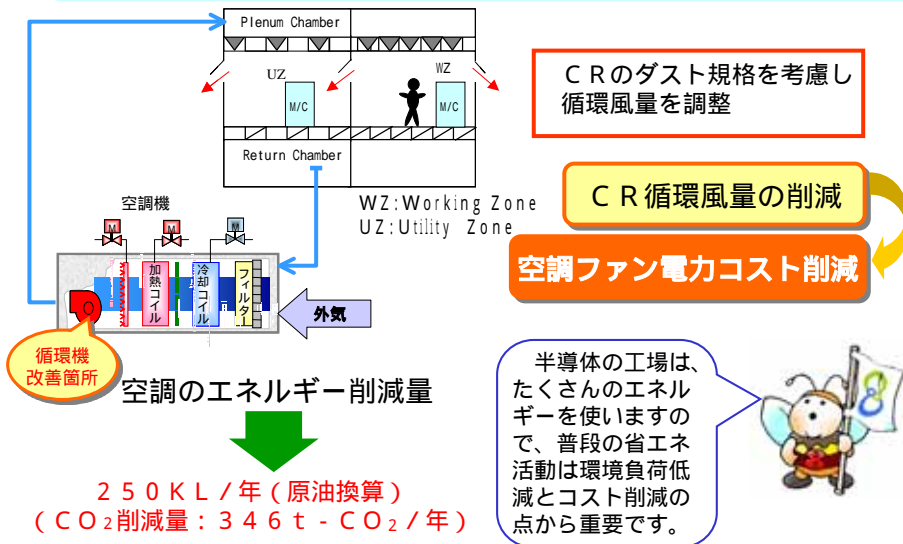 Plenum Chamber
UZ
WZ
M/C
M/C
Return Chamber
WZ:Working Zone
UZ:Utility Zone
CRのダスト規格を考慮し
循環風量を調整
CR循環風量の削減
空調ファン電力コスト削減
空調機
M
M
M
加熱コイル
冷却コイル
フィルター
外気
循環機
改善箇所
空調のエネルギー削減量
250KL/年(原油換算)
(CO2削減量:346t-CO2/年)
半導体の工場は、
たくさんのエネル
ギーを使いますの
で、普段の省エネ
活動は環境負荷低
減とコスト削減の
点から重要です。